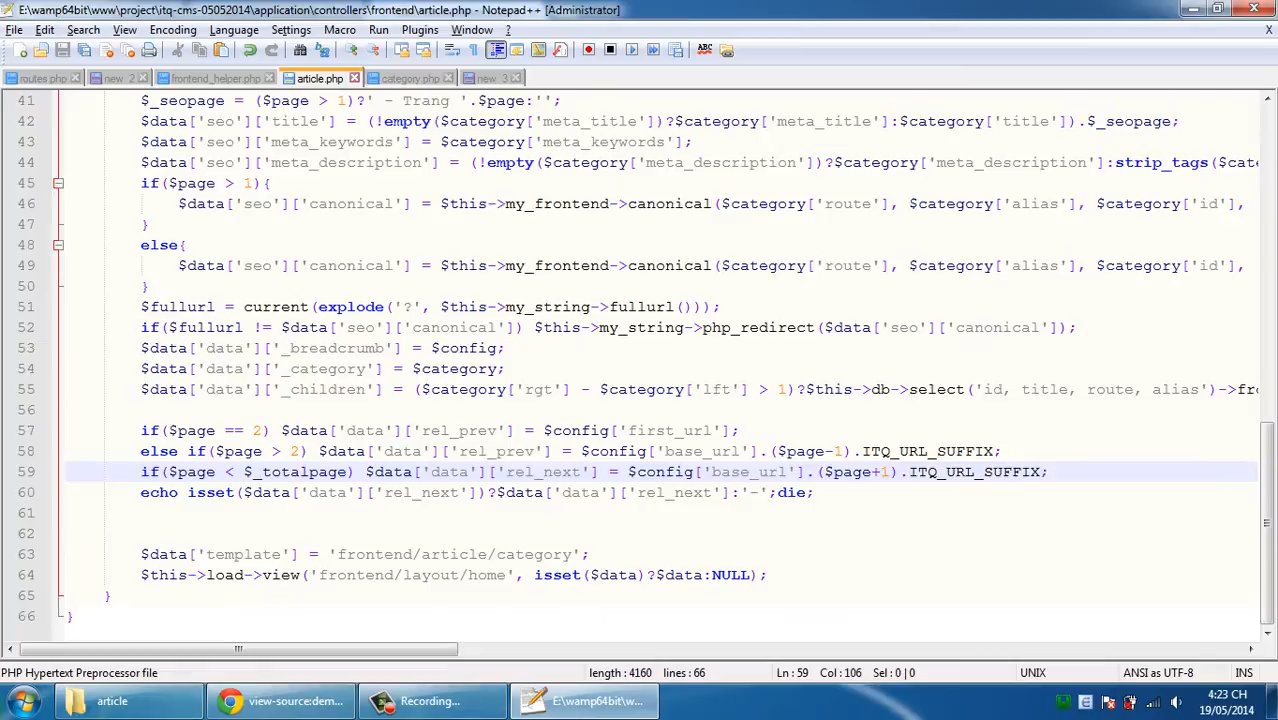 E:\wamp64bit\www\project\itq-cms-05052014\application\controllers\frontend\article.php - Notepad++ [Administrator]
File Edit Search View Encoding Language Settings Macro Run Plugins Window ? X
routes.php new 2 frontend_helper.php article.php category.php new 3
41 $_seopage = ($page > 1)?' - Trang '.$page:'';
42 $data['seo']['title'] = (!empty($category['meta_title'])?$category['meta_title']:$category['title']).$_seopage;
43 $data['seo']['meta_keywords'] = $category['meta_keywords'];
44 $data['seo']['meta_description'] = (!empty($category['meta_description'])?$category['meta_description']:strip_tags($cate
45 if($page > 1){
46 $data['seo']['canonical'] = $this->my_frontend->canonical($category['route'], $category['alias'], $category['id'],
47 }
48 else{
49 $data['seo']['canonical'] = $this->my_frontend->canonical($category['route'], $category['alias'], $category['id'],
50 }
51 $fullurl = current(explode('?', $this->my_string->fullurl()));
52 if($fullurl != $data['seo']['canonical']) $this->my_string->php_redirect($data['seo']['canonical']);
53 $data['data']['_breadcrumb'] = $config;
54 $data['data']['_category'] = $category;
55 $data['data']['_children'] = ($category['rgt'] - $category['lft'] > 1)?$this->db->select('id, title, route, alias')->fro
56
57 if($page == 2) $data['data']['rel_prev'] = $config['first_url'];
58 else if($page > 2) $data['data']['rel_prev'] = $config['base_url'].($page-1).ITQ_URL_SUFFIX;
59 if($page < $_totalpage) $data['data']['rel_next'] = $config['base_url'].($page+1).ITQ_URL_SUFFIX;
60 echo isset($data['data']['rel_next'])?$data['data']['rel_next']:'-';die;
61
62
63 $data['template'] = 'frontend/article/category';
64 $this->load->view('frontend/layout/home', isset($data)?$data:NULL);
65 }
66 }
PHP Hypertext Preprocessor file length : 4160 lines : 66 Ln : 59 Col : 106 Sel : 0 | 0 UNIX ANSI as UTF-8 INS
article view-source:dem... Recording... E:\wamp64bit\w... 4:23 CH
19/05/2014